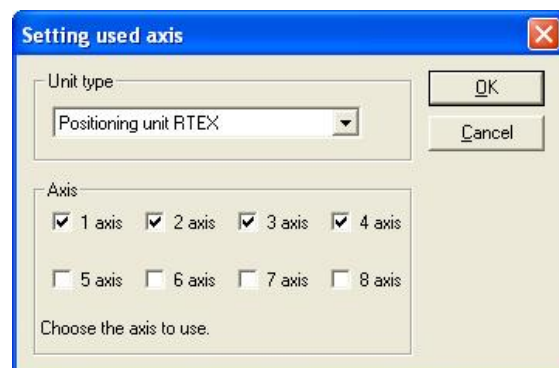 Setting used axis
Unit type
Positioning unit RTEX
OK
Cancel
Axis
1 axis 2 axis 3 axis 4 axis
5 axis 6 axis 7 axis 8 axis
Choose the axis to use.